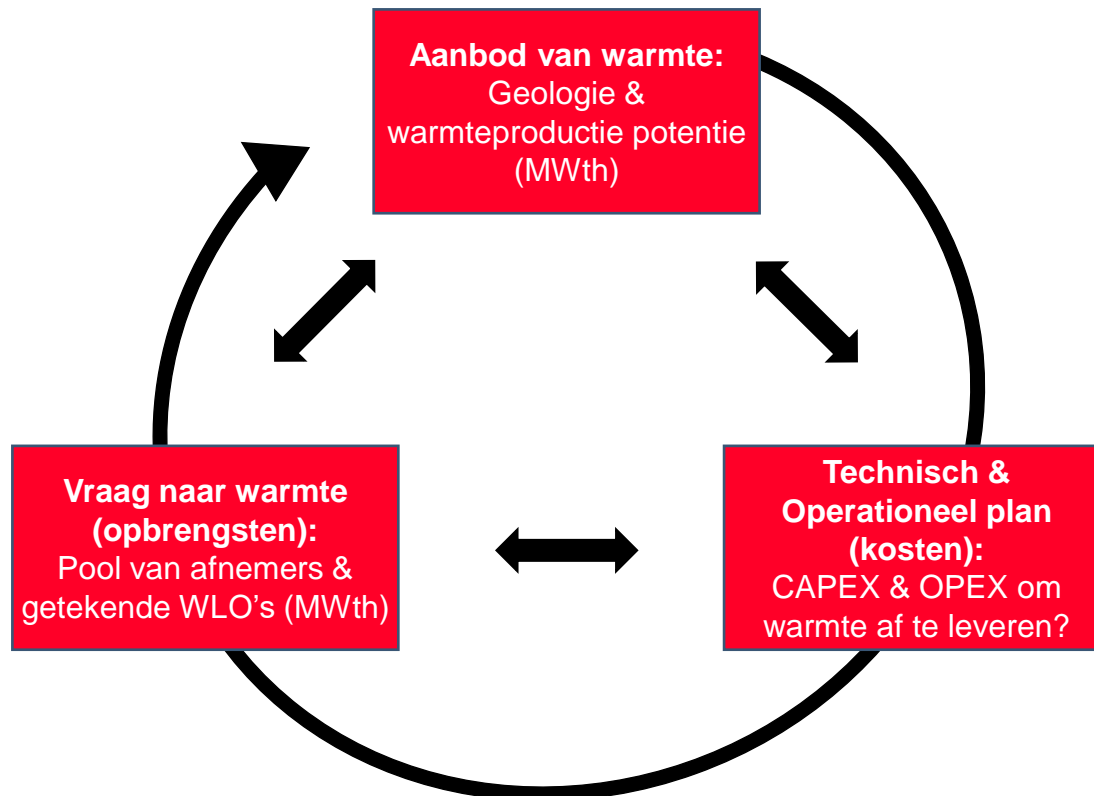 Aanbod van warmte:
Geologie &
warmteproductie potentie
(MWth)
Vraag naar warmte
(opbrengsten):
Pool van afnemers &
getekende WLO’s (MWth)
Technisch &
Operationeel plan
(kosten):
CAPEX & OPEX om
warmte af te leveren?